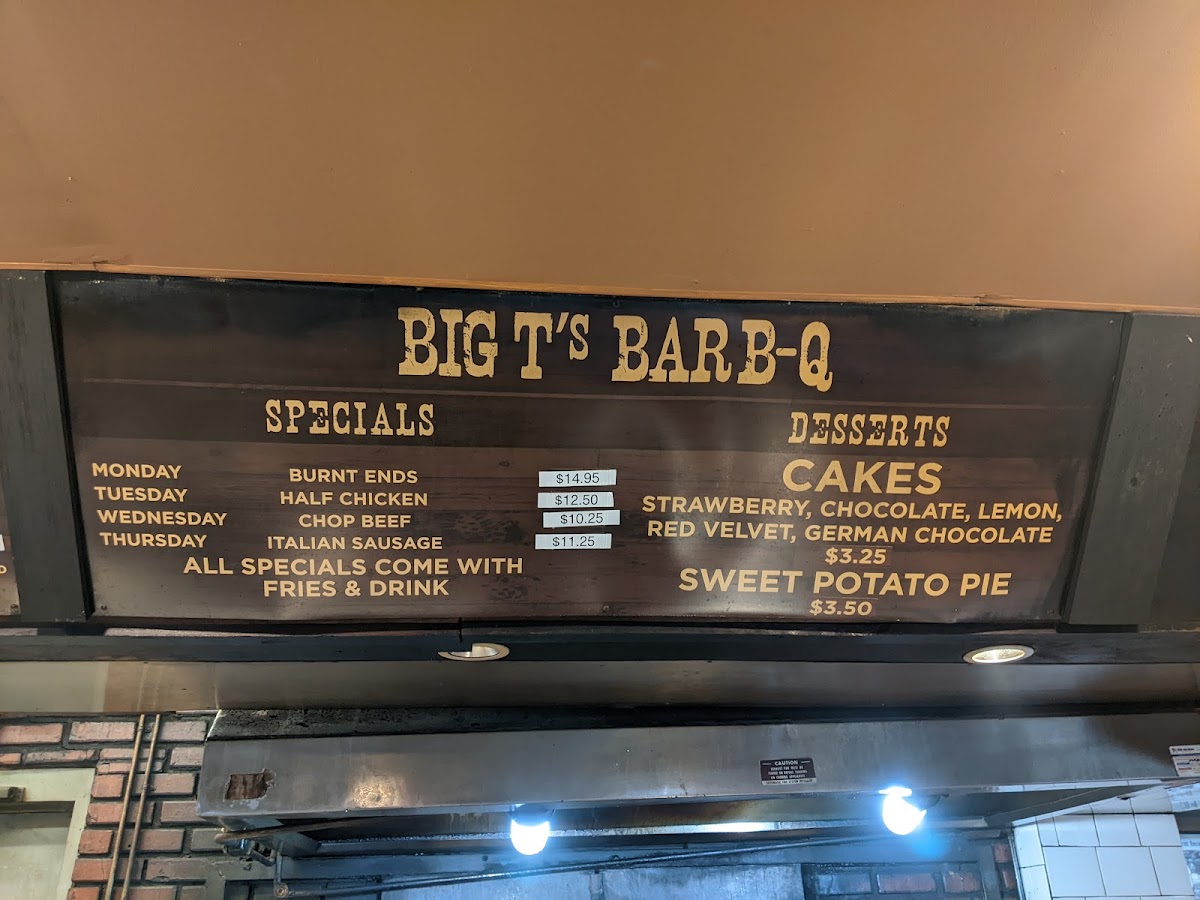 BIG T'S BARB-Q
SPECIALS
MONDAY BURNT ENDS $14.95
TUESDAY HALF CHICKEN $12.50
WEDNESDAY CHOP BEEF $10.25
THURSDAY ITALIAN SAUSAGE $11.25
ALL SPECIALS COME WITH
FRIES & DRINK
DESSERTS
CAKES
STRAWBERRY, CHOCOLATE, LEMON,
RED VELVET, GERMAN CHOCOLATE
$3.25
SWEET POTATO PIE
$3.50
CAUTION